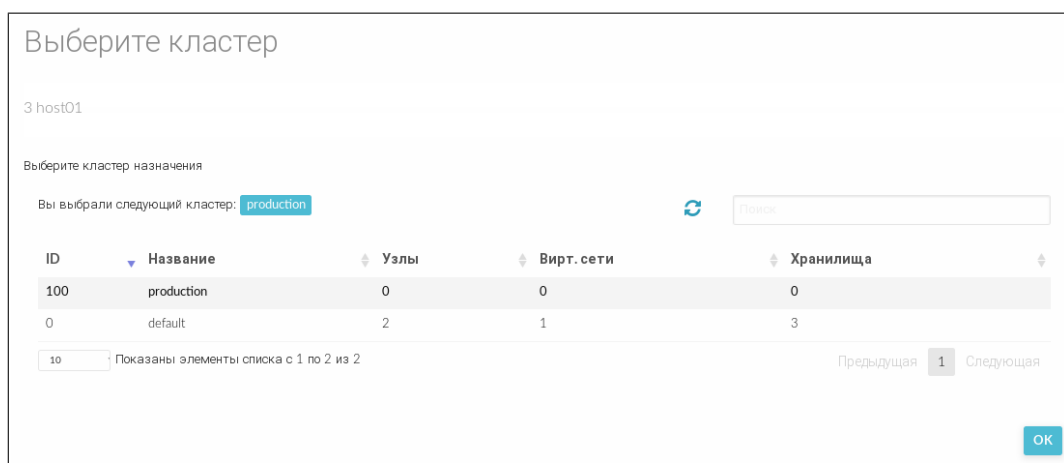 Выберите кластер
3 host01
Выберите кластер назначения
Вы выбрали следующий кластер: production
Поиск
ID Название Узлы Вирт. сети Хранилища
100 production 0 0 0
0 default 2 1 3
10 Показаны элементы списка с 1 по 2 из 2
Предыдущая 1 Следующая
OK